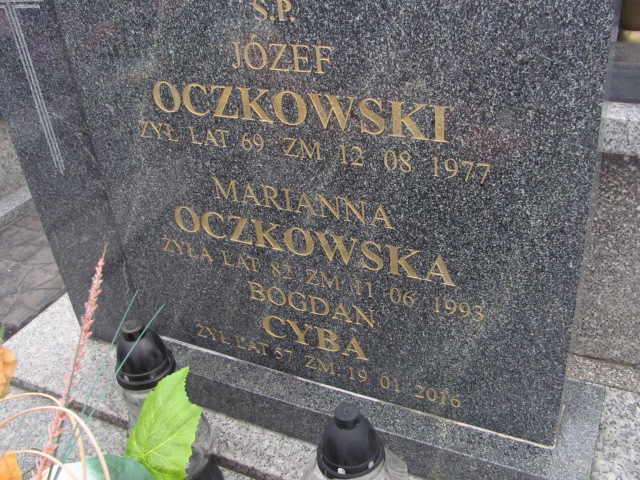 Ś.P.
JÓZEF
OCZKOWSKI
ŻYŁ LAT 69 ZM 12 08 1977
MARIANNA
OCZKOWSKA
ŻYŁA LAT 82 ZM 11 06 1993
BOGDAN
CYBA
ŻYŁ LAT 57 ZM 19 01 2016